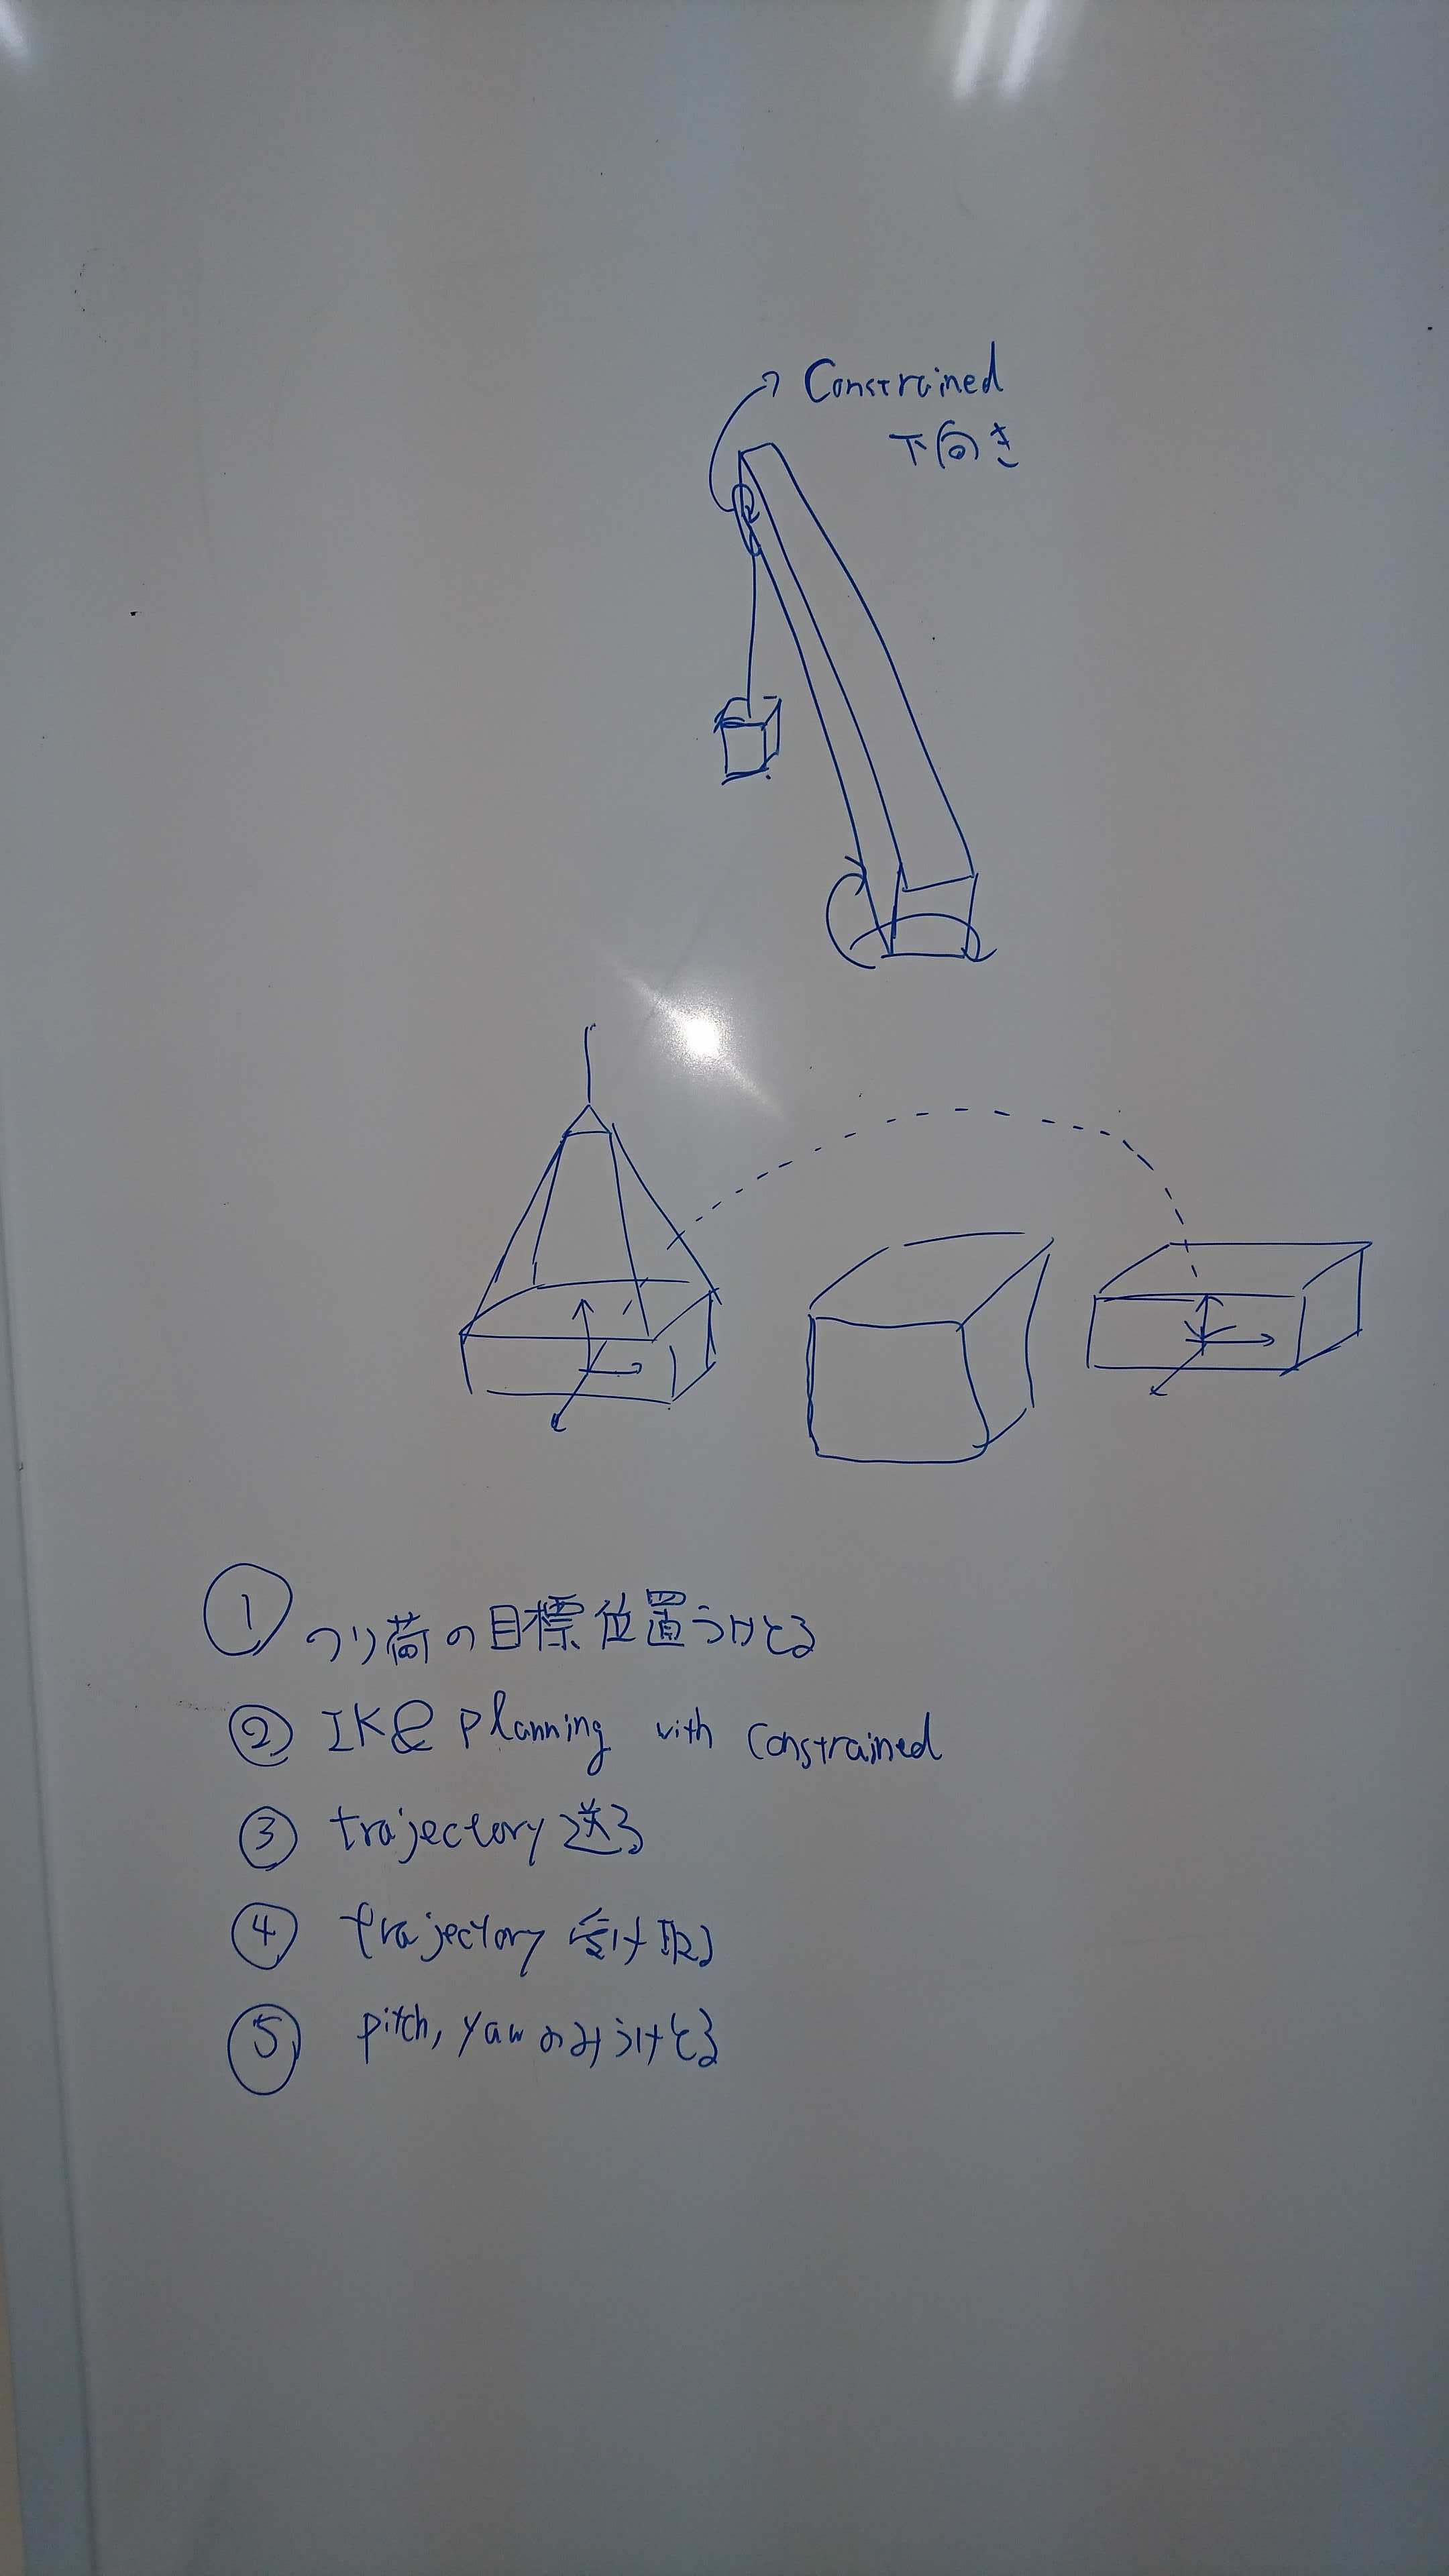 Constrained
下向き
① つり荷の目標位置うけとる
② IK& Planning with Constrained
③ trajectory 送る
④ trajectory 受け取る
⑤ pitch, yaw のみうけとる